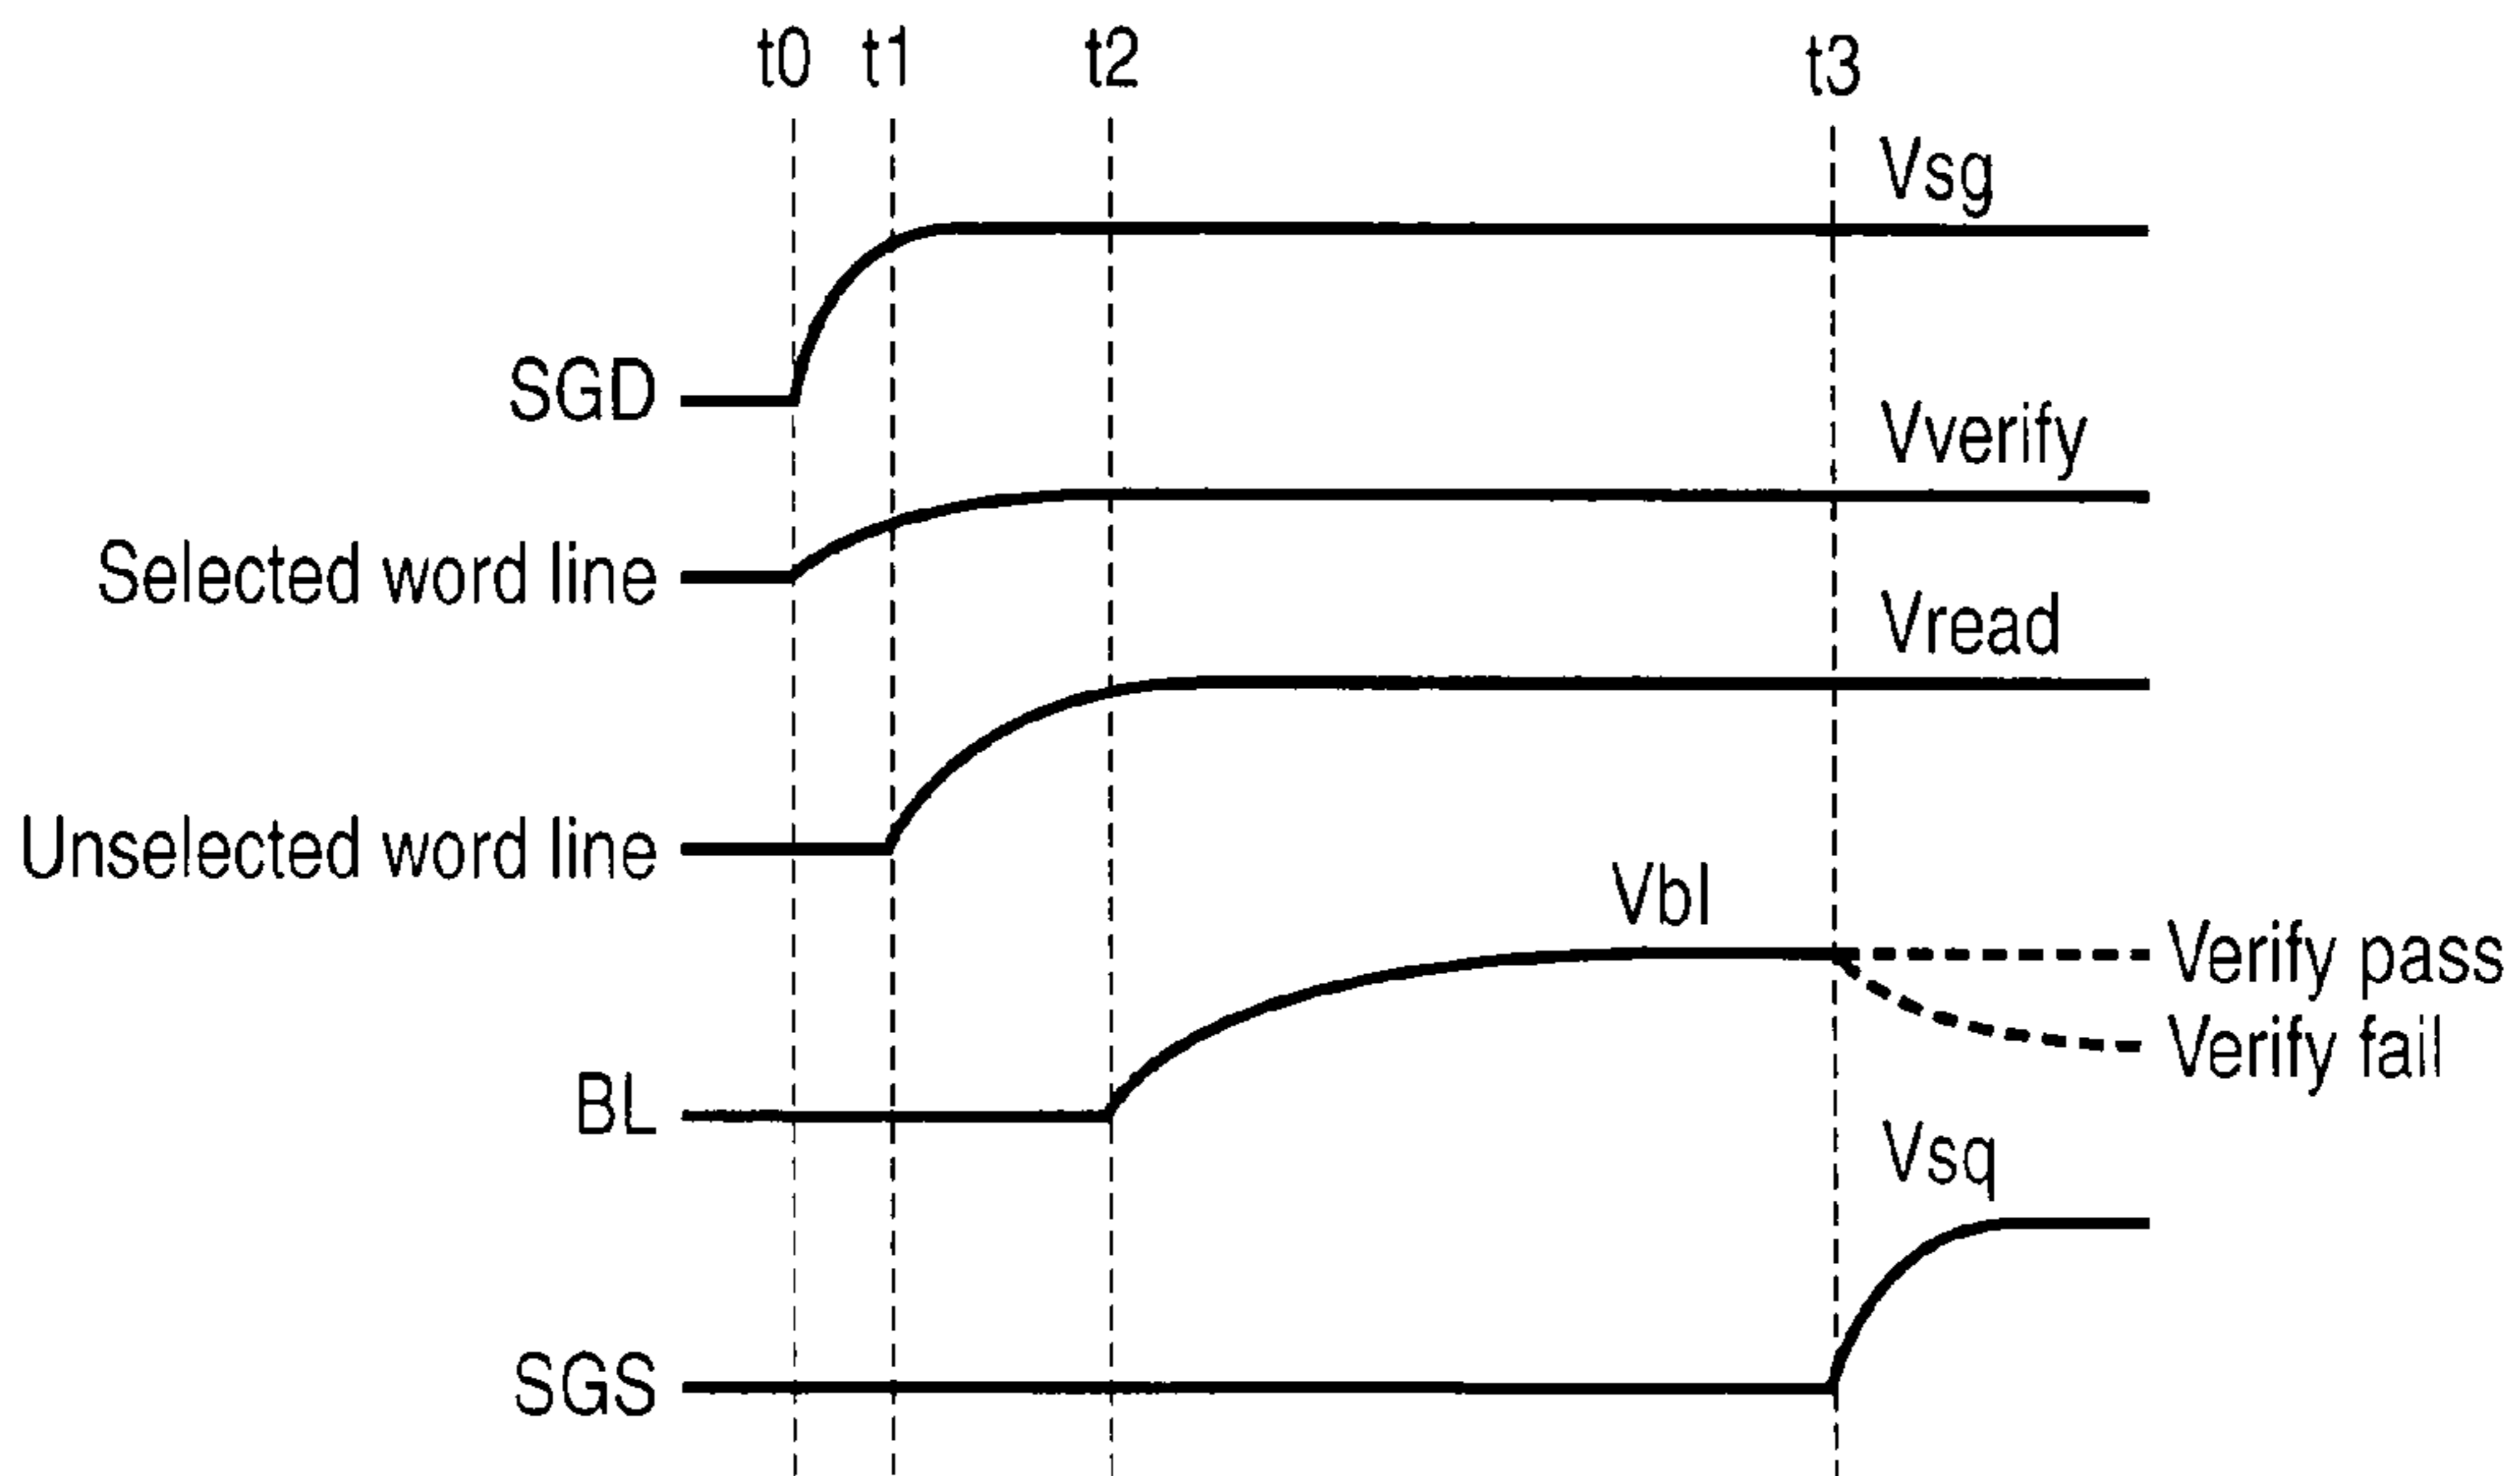 t0 t1 t2 t3
Vsg
SGD
Vverify
Selected word line
Vread
Unselected word line
Vbl
Verify pass
Verify fail
BL
Vsq
SGS